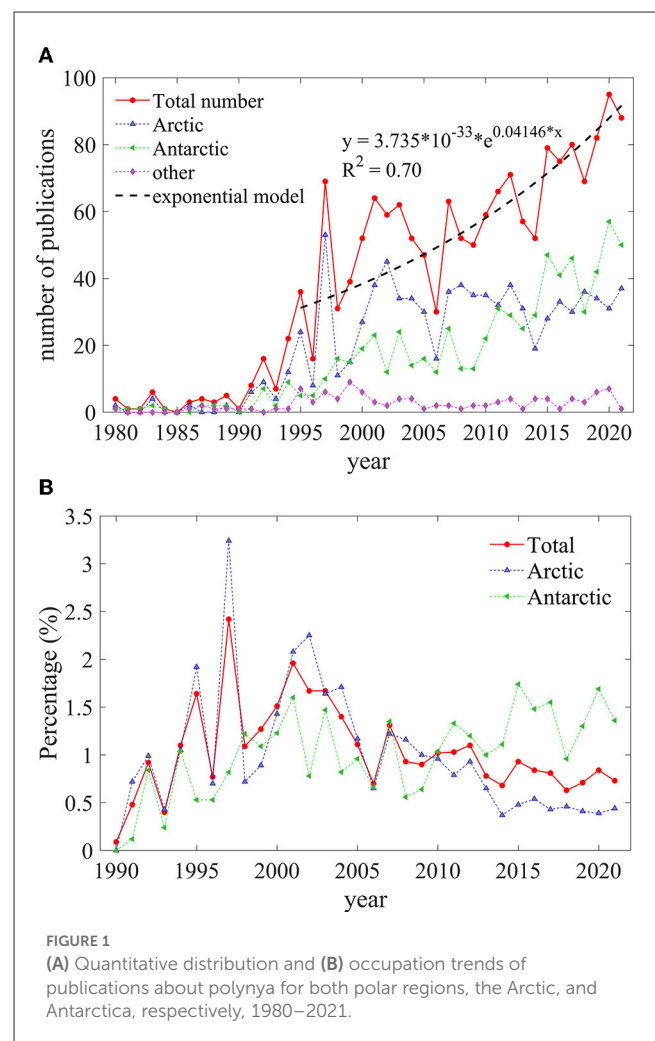 A
100
80
60
40
20
0
number of publications
Total number
Arctic
Antarctic
other
exponential model
y = 3.735*10^-33*e^0.04146*x
R^2 = 0.70
1980 1985 1990 1995 2000 2005 2010 2015 2020
year
B
3.5
3
2.5
2
1.5
1
0.5
0
Percentage (%)
Total
Arctic
Antarctic
1990 1995 2000 2005 2010 2015 2020
year
FIGURE 1
(A) Quantitative distribution and (B) occupation trends of
publications about polynya for both polar regions, the Arctic, and
Antarctica, respectively, 1980–2021.